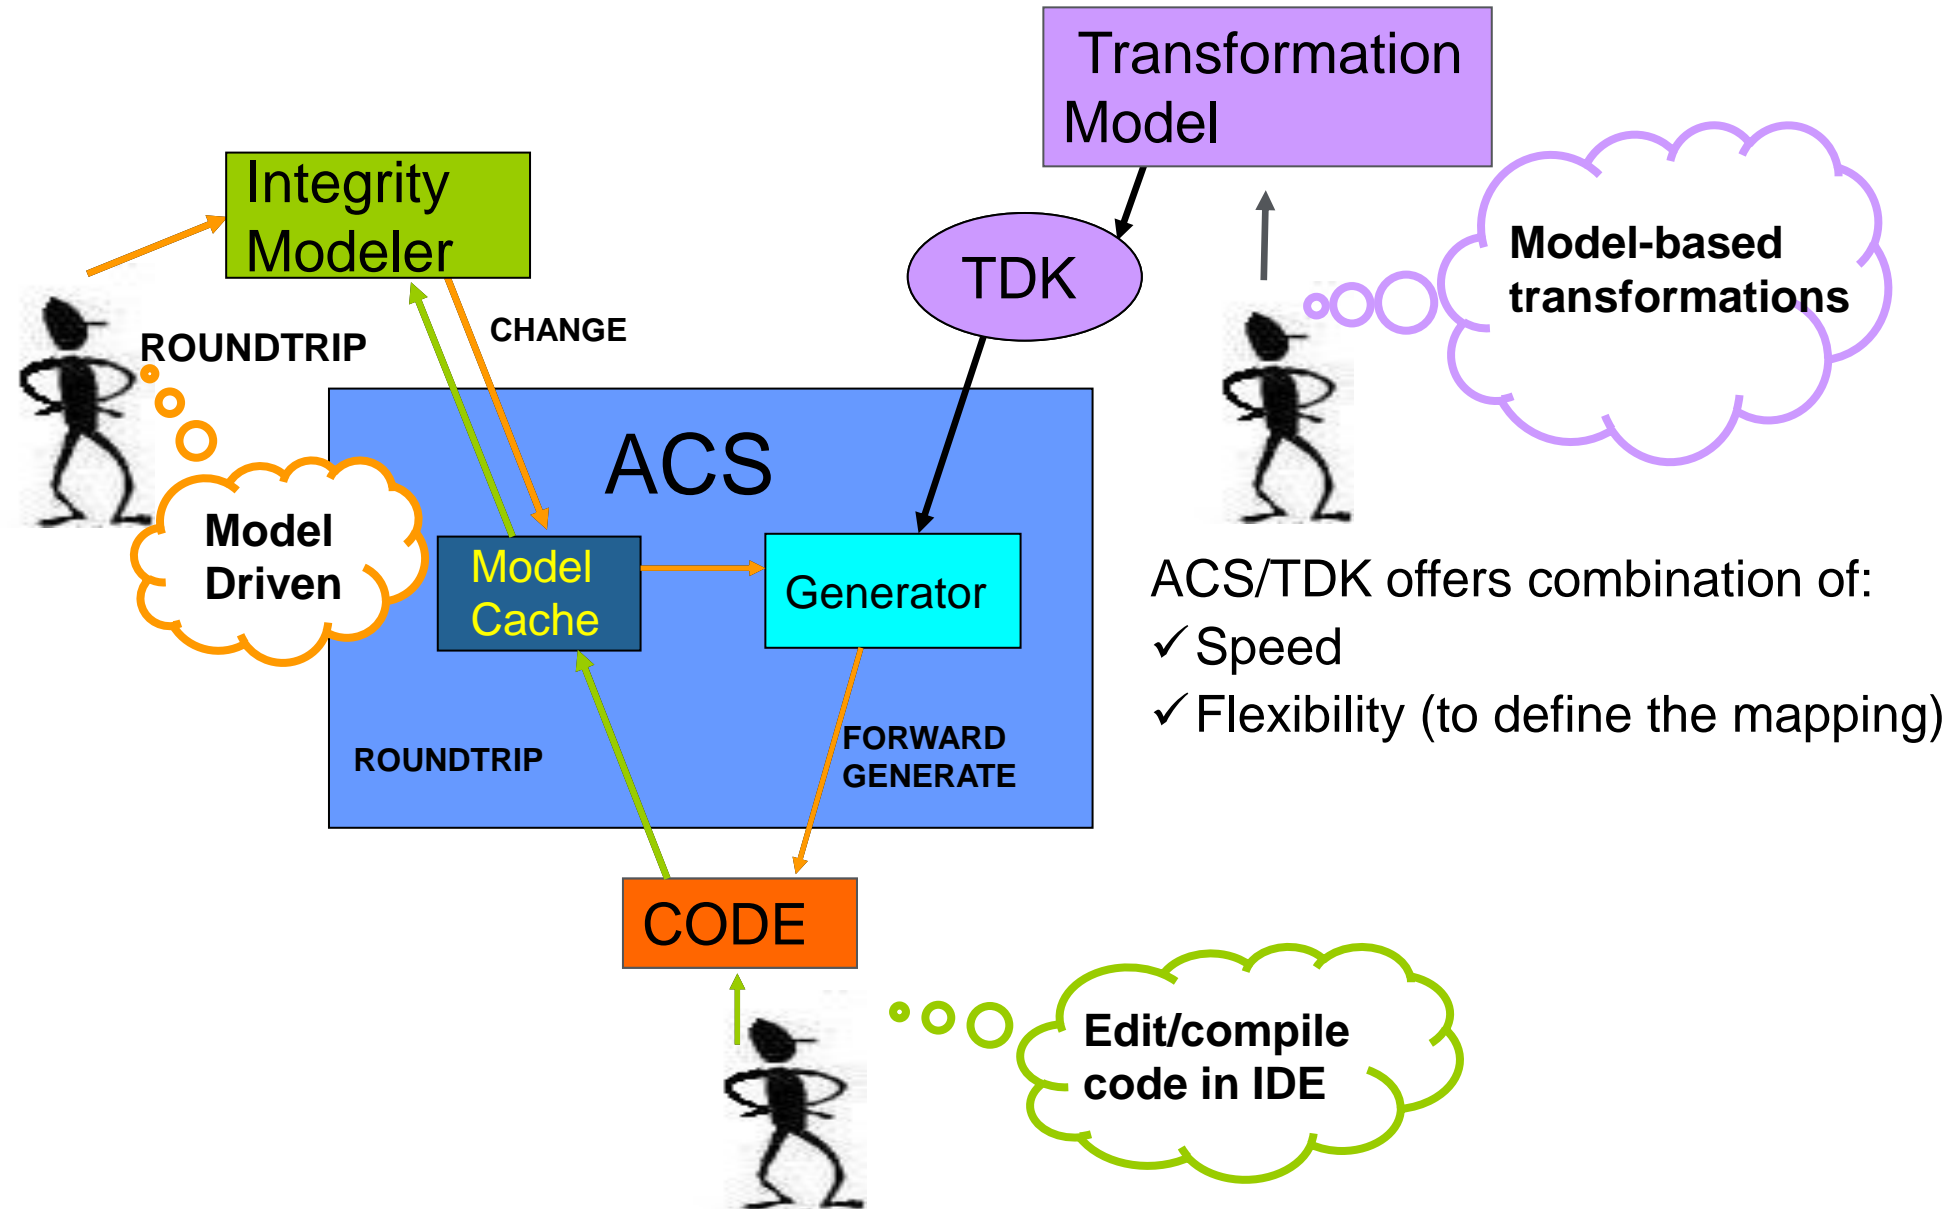 Transformation
Model
Integrity
Modeler
TDK
Model-based
transformations
CHANGE
ROUNDTRIP
ACS
Model
Driven
Model
Cache
Generator
ACS/TDK offers combination of:
✓Speed
✓Flexibility (to define the mapping)
ROUNDTRIP
FORWARD
GENERATE
CODE
Edit/compile
code in IDE